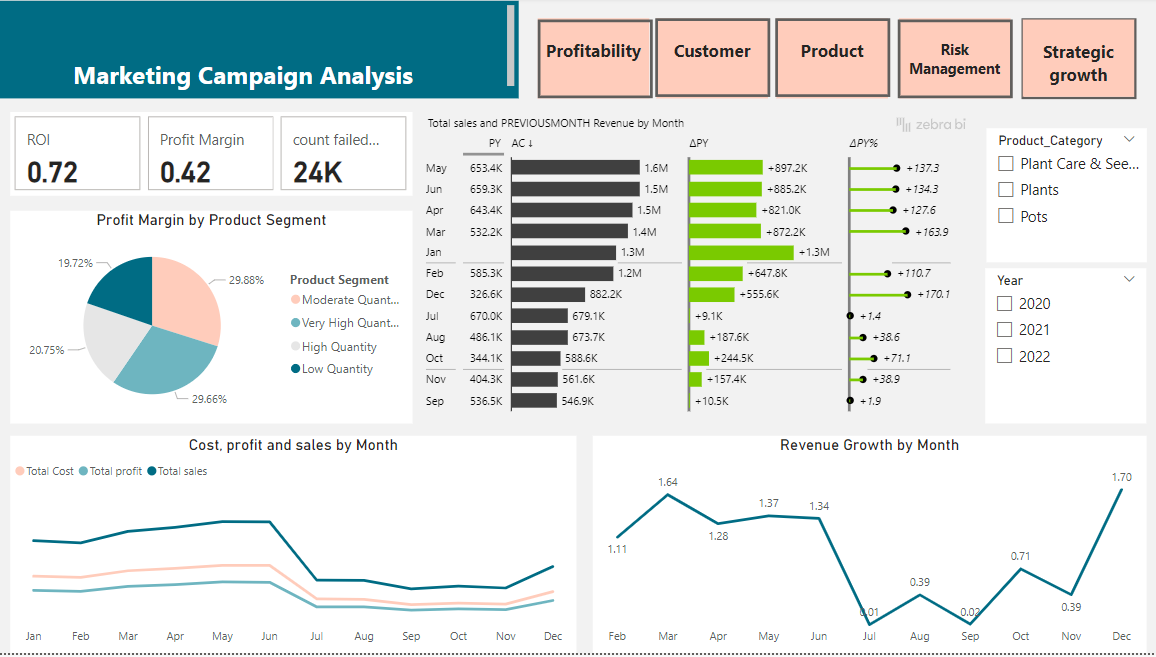 Marketing Campaign Analysis
Profitability
Customer
Product
Risk
Management
Strategic
growth
ROI
0.72
Profit Margin
0.42
count failed...
24K
Profit Margin by Product Segment
19.72%
29.88%
20.75%
29.66%
Product Segment
Moderate Quant...
Very High Quant...
High Quantity
Low Quantity
Total sales and PREVIOUSMONTH Revenue by Month
zebra bi
PY AC ↓ ΔPY ΔPY%
May 653.4K 1.6M +897.2K +137.3
Jun 659.3K 1.5M +885.2K +134.3
Apr 643.4K 1.5M +821.0K +127.6
Mar 532.2K 1.4M +872.2K +163.9
Jan 1.3M +1.3M
Feb 585.3K 1.2M +647.8K +110.7
Dec 326.6K 882.2K +555.6K +170.1
Jul 670.0K 679.1K +9.1K +1.4
Aug 486.1K 673.7K +187.6K +38.6
Oct 344.1K 588.6K +244.5K +71.1
Nov 404.3K 561.6K +157.4K +38.9
Sep 536.5K 546.9K +10.5K +1.9
Product_Category
Plant Care & See...
Plants
Pots
Year
2020
2021
2022
Cost, profit and sales by Month
Total Cost Total profit Total sales
Jan Feb Mar Apr May Jun Jul Aug Sep Oct Nov Dec
Revenue Growth by Month
1.11 1.64 1.28 1.37 1.34 0.01 0.39 0.02 0.71 0.39 1.70
Feb Mar Apr May Jun Jul Aug Sep Oct Nov Dec